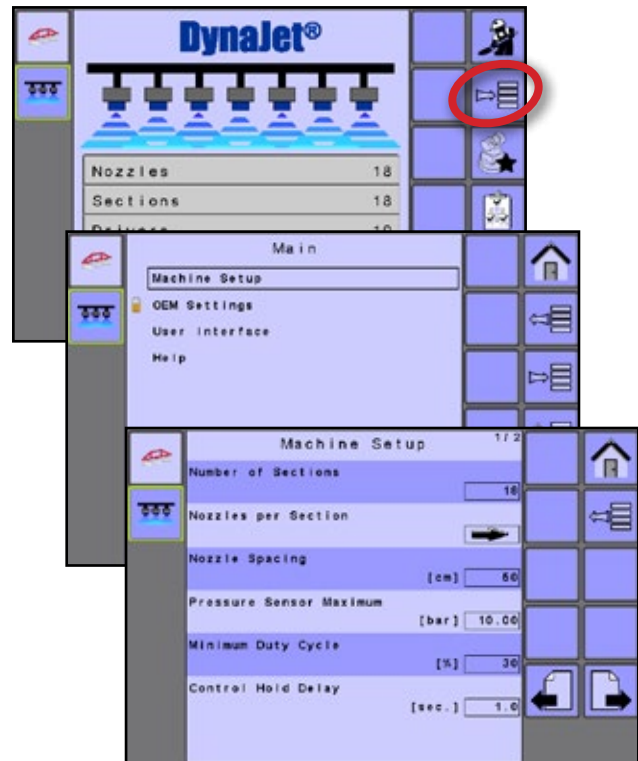 DynaJet®
Nozzles 18
Sections 18
Drivers
Main
Machine Setup
OEM Settings
User Interface
Help
Machine Setup 1/2
Number of Sections
18
Nozzles per Section
Nozzle Spacing
[cm] 50
Pressure Sensor Maximum
[bar] 10.00
Minimum Duty Cycle
[%] 30
Control Hold Delay
[sec.] 1.0